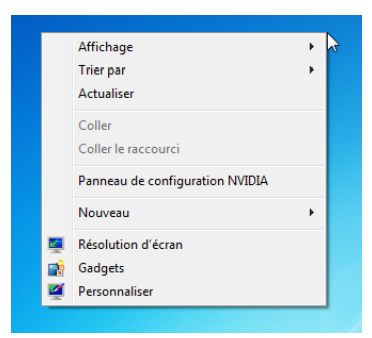 Affichage
Trier par
Actualiser
Coller
Coller le raccourci
Panneau de configuration NVIDIA
Nouveau
Résolution d'écran
Gadgets
Personnaliser